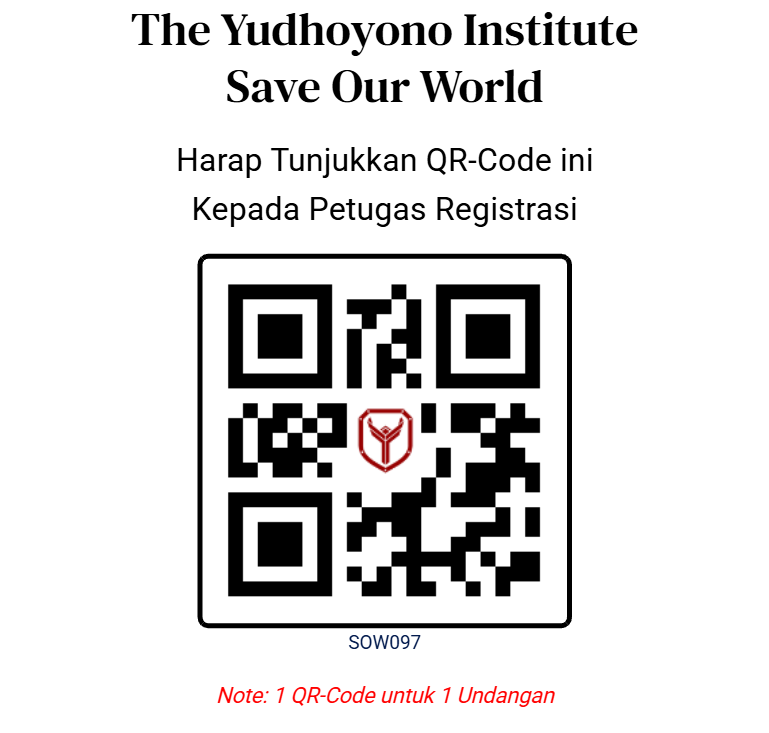 The Yudhoyono Institute
Save Our World
Harap Tunjukkan QR-Code ini
Kepada Petugas Registrasi
SOW097
Note: 1 QR-Code untuk 1 Undangan